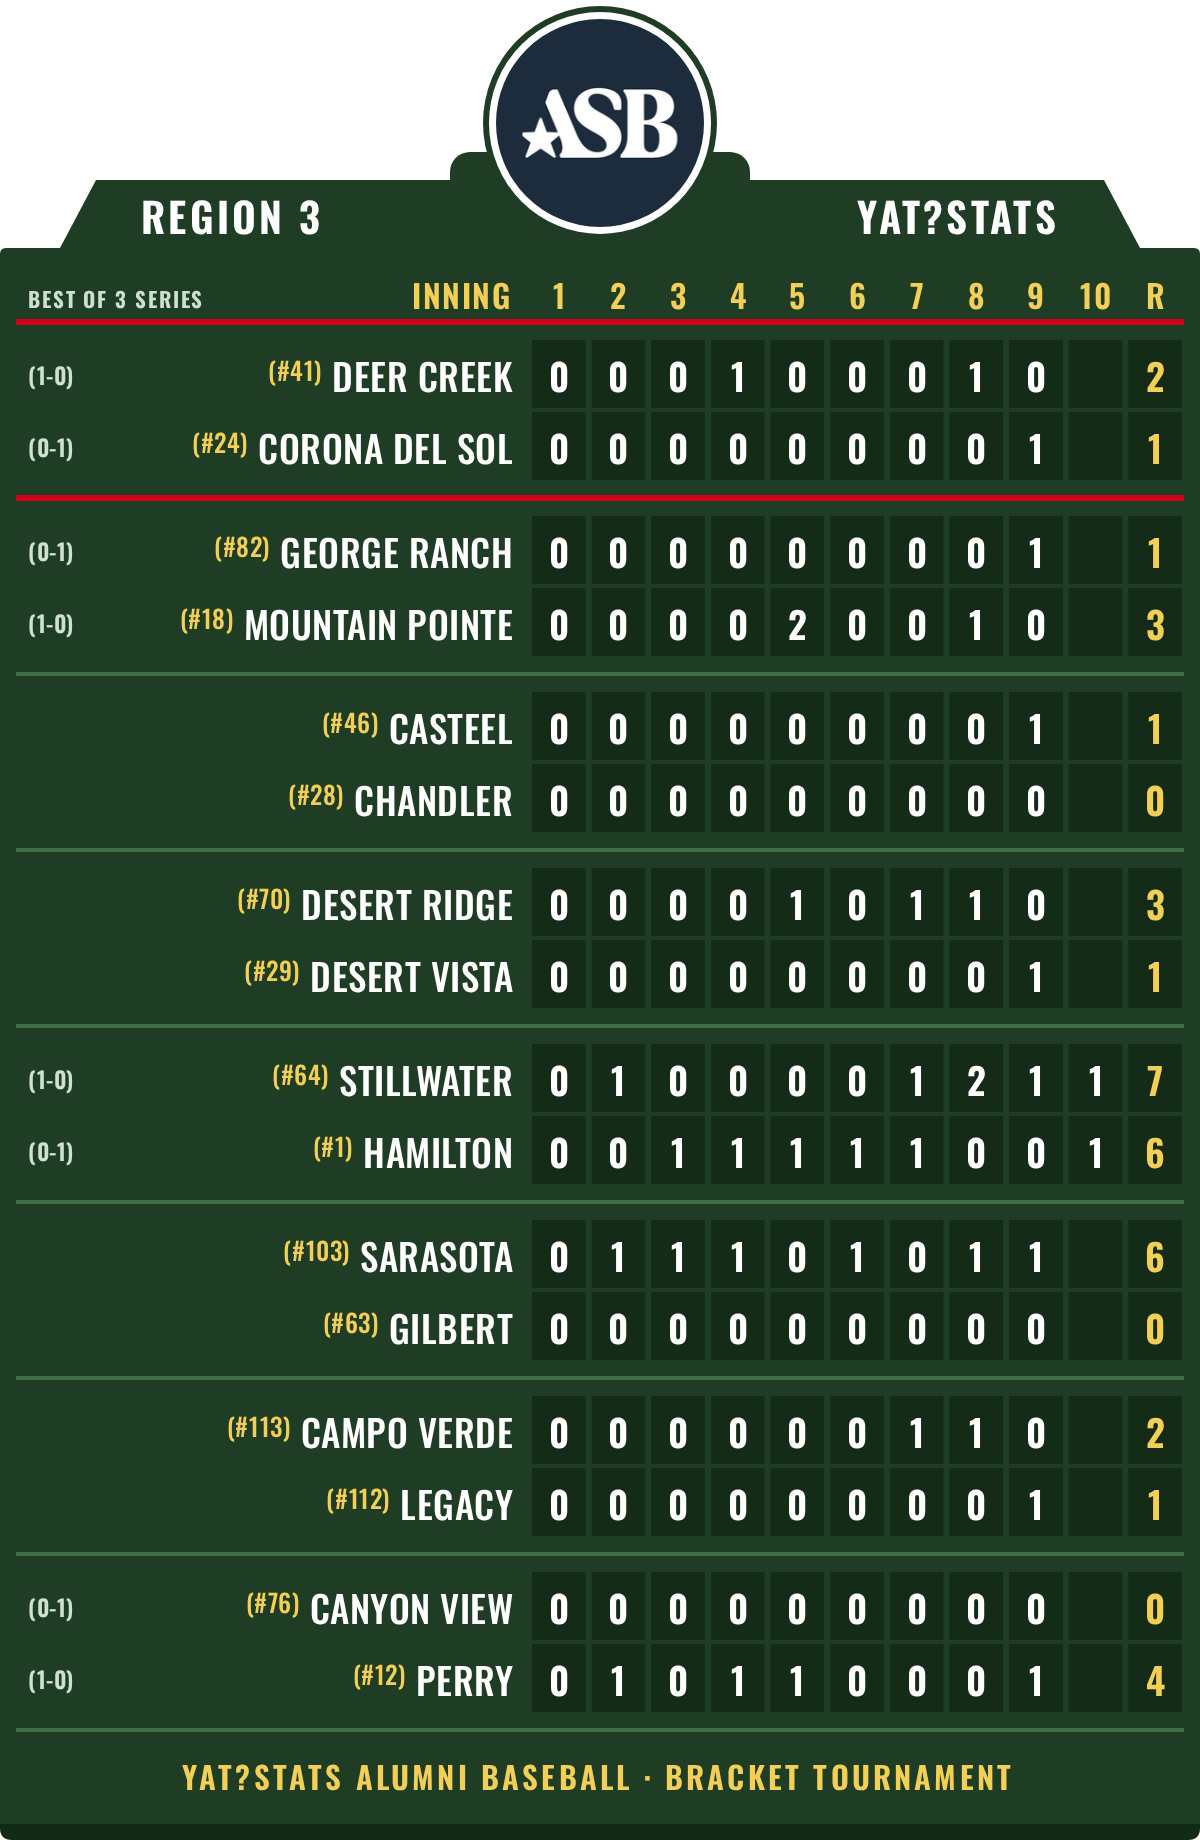 ASB
REGION 3 YAT?STATS
BEST OF 3 SERIES INNING 1 2 3 4 5 6 7 8 9 10 R
(1-0) (#41) DEER CREEK 0 0 0 1 0 0 0 1 0 2
(0-1) (#24) CORONA DEL SOL 0 0 0 0 0 0 0 0 1 1
(0-1) (#82) GEORGE RANCH 0 0 0 0 0 0 0 0 1 1
(1-0) (#18) MOUNTAIN POINTE 0 0 0 0 2 0 0 1 0 3
(#46) CASTEEL 0 0 0 0 0 0 0 0 1 1
(#28) CHANDLER 0 0 0 0 0 0 0 0 0 0
(#70) DESERT RIDGE 0 0 0 0 1 0 1 1 0 3
(#29) DESERT VISTA 0 0 0 0 0 0 0 0 1 1
(1-0) (#64) STILLWATER 0 1 0 0 0 0 1 2 1 1 7
(0-1) (#1) HAMILTON 0 0 1 1 1 1 1 0 0 1 6
(#103) SARASOTA 0 1 1 1 0 1 0 1 1 6
(#63) GILBERT 0 0 0 0 0 0 0 0 0 0
(#113) CAMPO VERDE 0 0 0 0 0 0 1 1 0 2
(#112) LEGACY 0 0 0 0 0 0 0 0 1 1
(0-1) (#76) CANYON VIEW 0 0 0 0 0 0 0 0 0 0
(1-0) (#12) PERRY 0 1 0 1 1 0 0 0 1 4
YAT?STATS ALUMNI BASEBALL · BRACKET TOURNAMENT